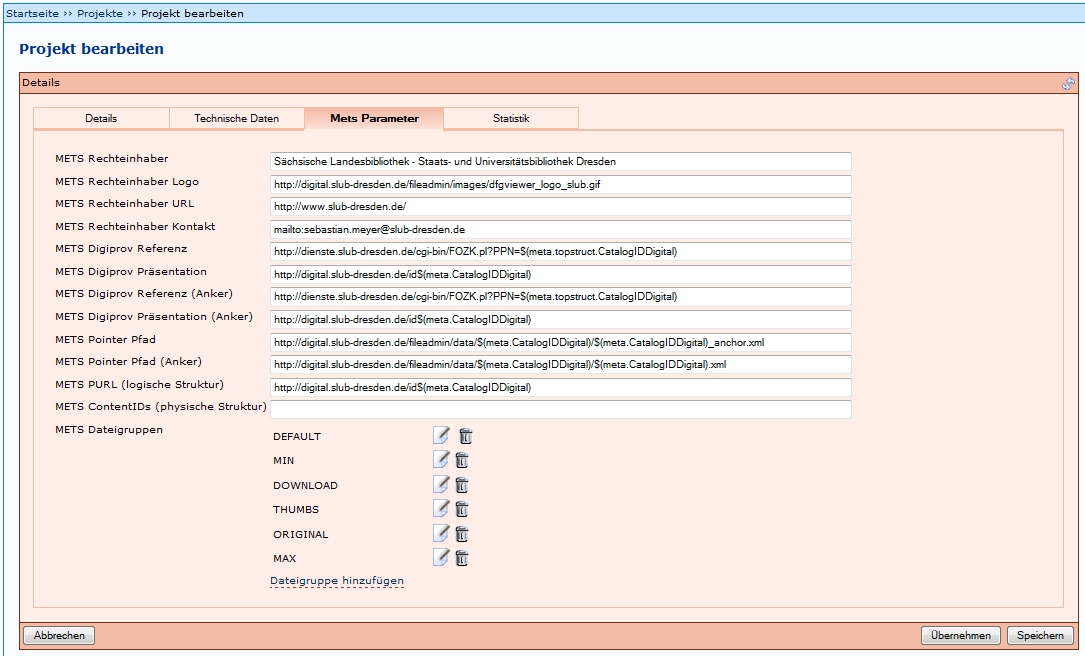 Startseite >> Projekte >> Projekt bearbeiten
Projekt bearbeiten
Details
Details Technische Daten Mets Parameter Statistik
METS Rechteinhaber Sächsische Landesbibliothek - Staats- und Universitätsbibliothek Dresden
METS Rechteinhaber Logo http://digital.slub-dresden.de/fileadmin/images/dfgviewer_logo_slub.gif
METS Rechteinhaber URL http://www.slub-dresden.de/
METS Rechteinhaber Kontakt mailto:sebastian.meyer@slub-dresden.de
METS Digiprov Referenz http://dienste.slub-dresden.de/cgi-bin/FOZK.pl?PPN=$(meta.topstruct.CatalogIDDigital)
METS Digiprov Präsentation http://digital.slub-dresden.de/id$(meta.CatalogIDDigital)
METS Digiprov Referenz (Anker) http://dienste.slub-dresden.de/cgi-bin/FOZK.pl?PPN=$(meta.topstruct.CatalogIDDigital)
METS Digiprov Präsentation (Anker) http://digital.slub-dresden.de/id$(meta.CatalogIDDigital)
METS Pointer Pfad http://digital.slub-dresden.de/fileadmin/data/$(meta.CatalogIDDigital)/$(meta.CatalogIDDigital)_anchor.xml
METS Pointer Pfad (Anker) http://digital.slub-dresden.de/fileadmin/data/$(meta.CatalogIDDigital)/$(meta.CatalogIDDigital).xml
METS PURL (logische Struktur) http://digital.slub-dresden.de/id$(meta.CatalogIDDigital)
METS ContentIDs (physische Struktur)
METS Dateigruppen DEFAULT
MIN
DOWNLOAD
THUMBS
ORIGINAL
MAX
Dateigruppe hinzufügen
Abbrechen Übernehmen Speichern